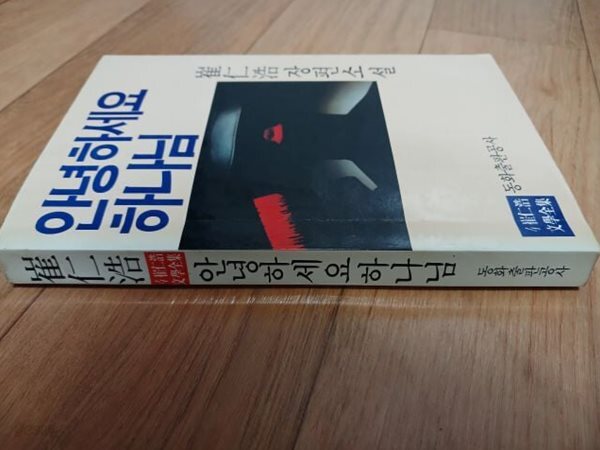 崔仁浩 장편소설
안녕하세요
하나님
동화출판공사
崔仁浩
文學全集
崔仁浩
崔仁浩
文學全集
안녕하세요하나님
동화출판공사